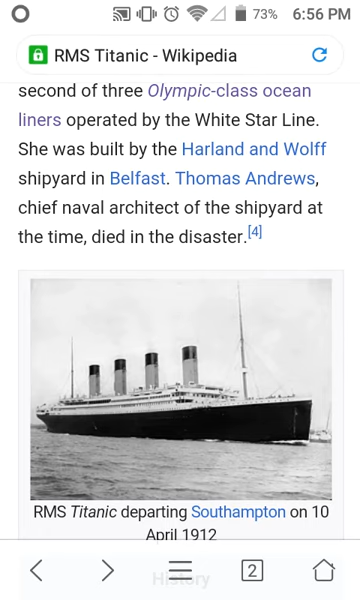 73% 6:56 PM
RMS Titanic - Wikipedia
second of three Olympic-class ocean
liners operated by the White Star Line.
She was built by the Harland and Wolff
shipyard in Belfast. Thomas Andrews,
chief naval architect of the shipyard at
the time, died in the disaster.[4]
RMS Titanic departing Southampton on 10
April 1912
History
2